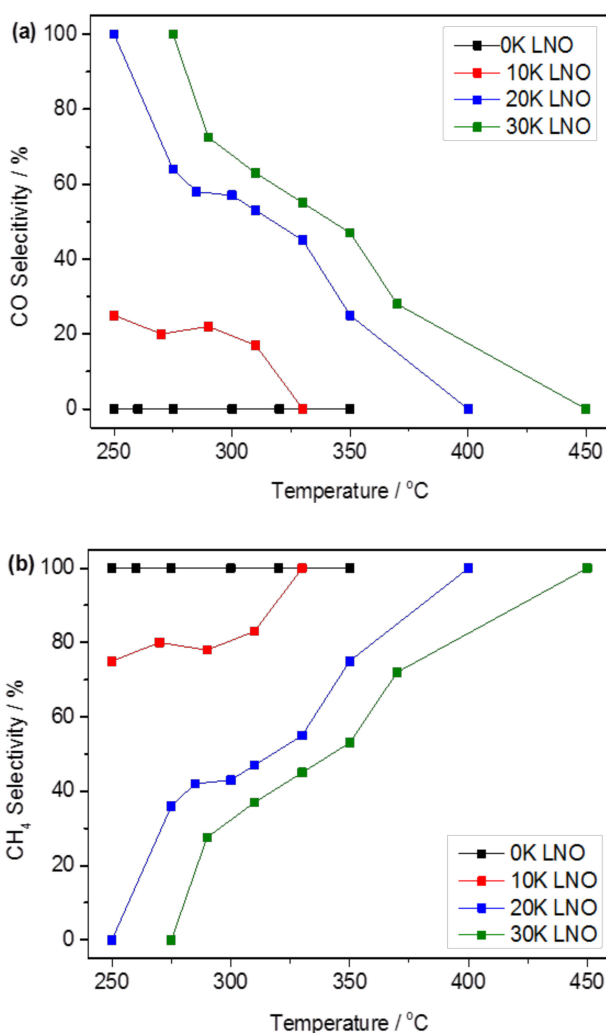 (a)
100
80
60
40
20
0
CO Selecitivity / %
0K LNO
10K LNO
20K LNO
30K LNO
250 300 350 400 450
Temperature / °C
(b)
100
80
60
40
20
0
CH₄ Selectivity / %
0K LNO
10K LNO
20K LNO
30K LNO
250 300 350 400 450
Temperature / °C